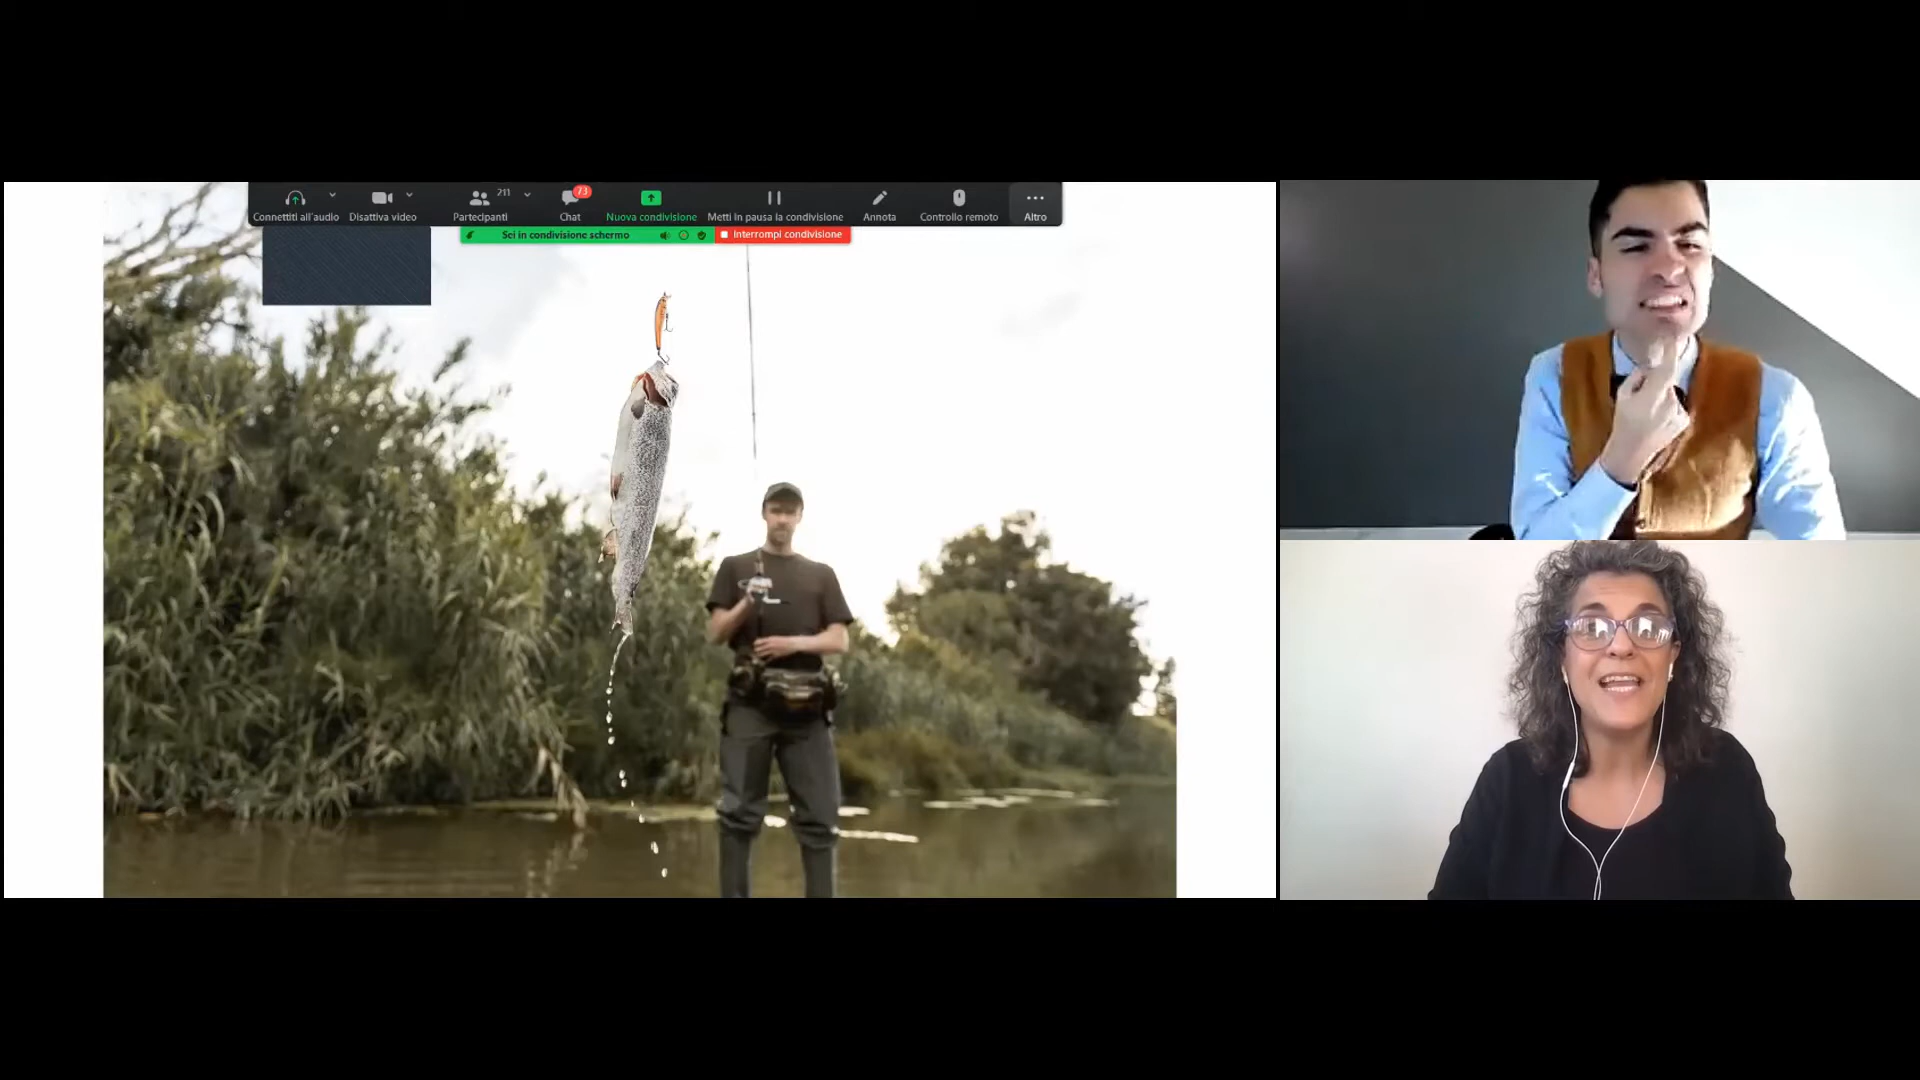 211
73
Connettiti all'audio
Disattiva video
Partecipanti
Chat
Nuova condivisione
Metti in pausa la condivisione
Annota
Controllo remoto
Altro
Sei in condivisione schermo
Interrompi condivisione